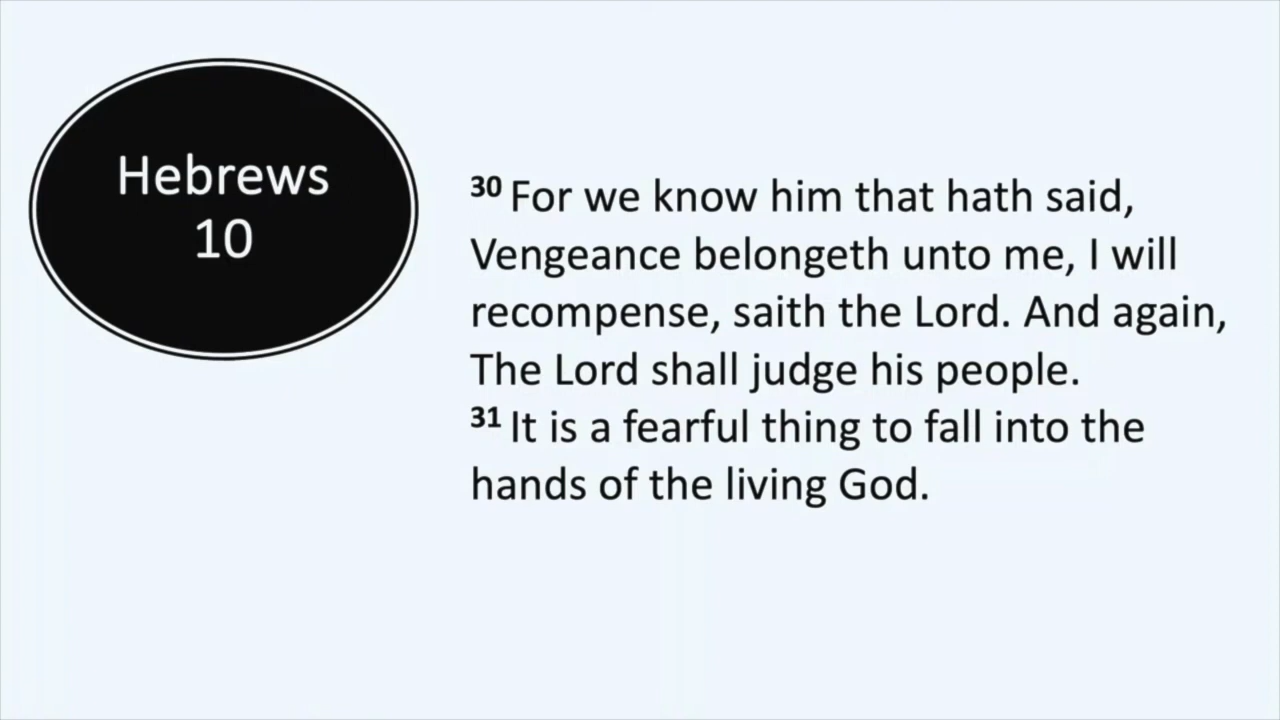 Hebrews
10
30 For we know him that hath said,
Vengeance belongeth unto me, I will
recompense, saith the Lord. And again,
The Lord shall judge his people.
31 It is a fearful thing to fall into the
hands of the living God.